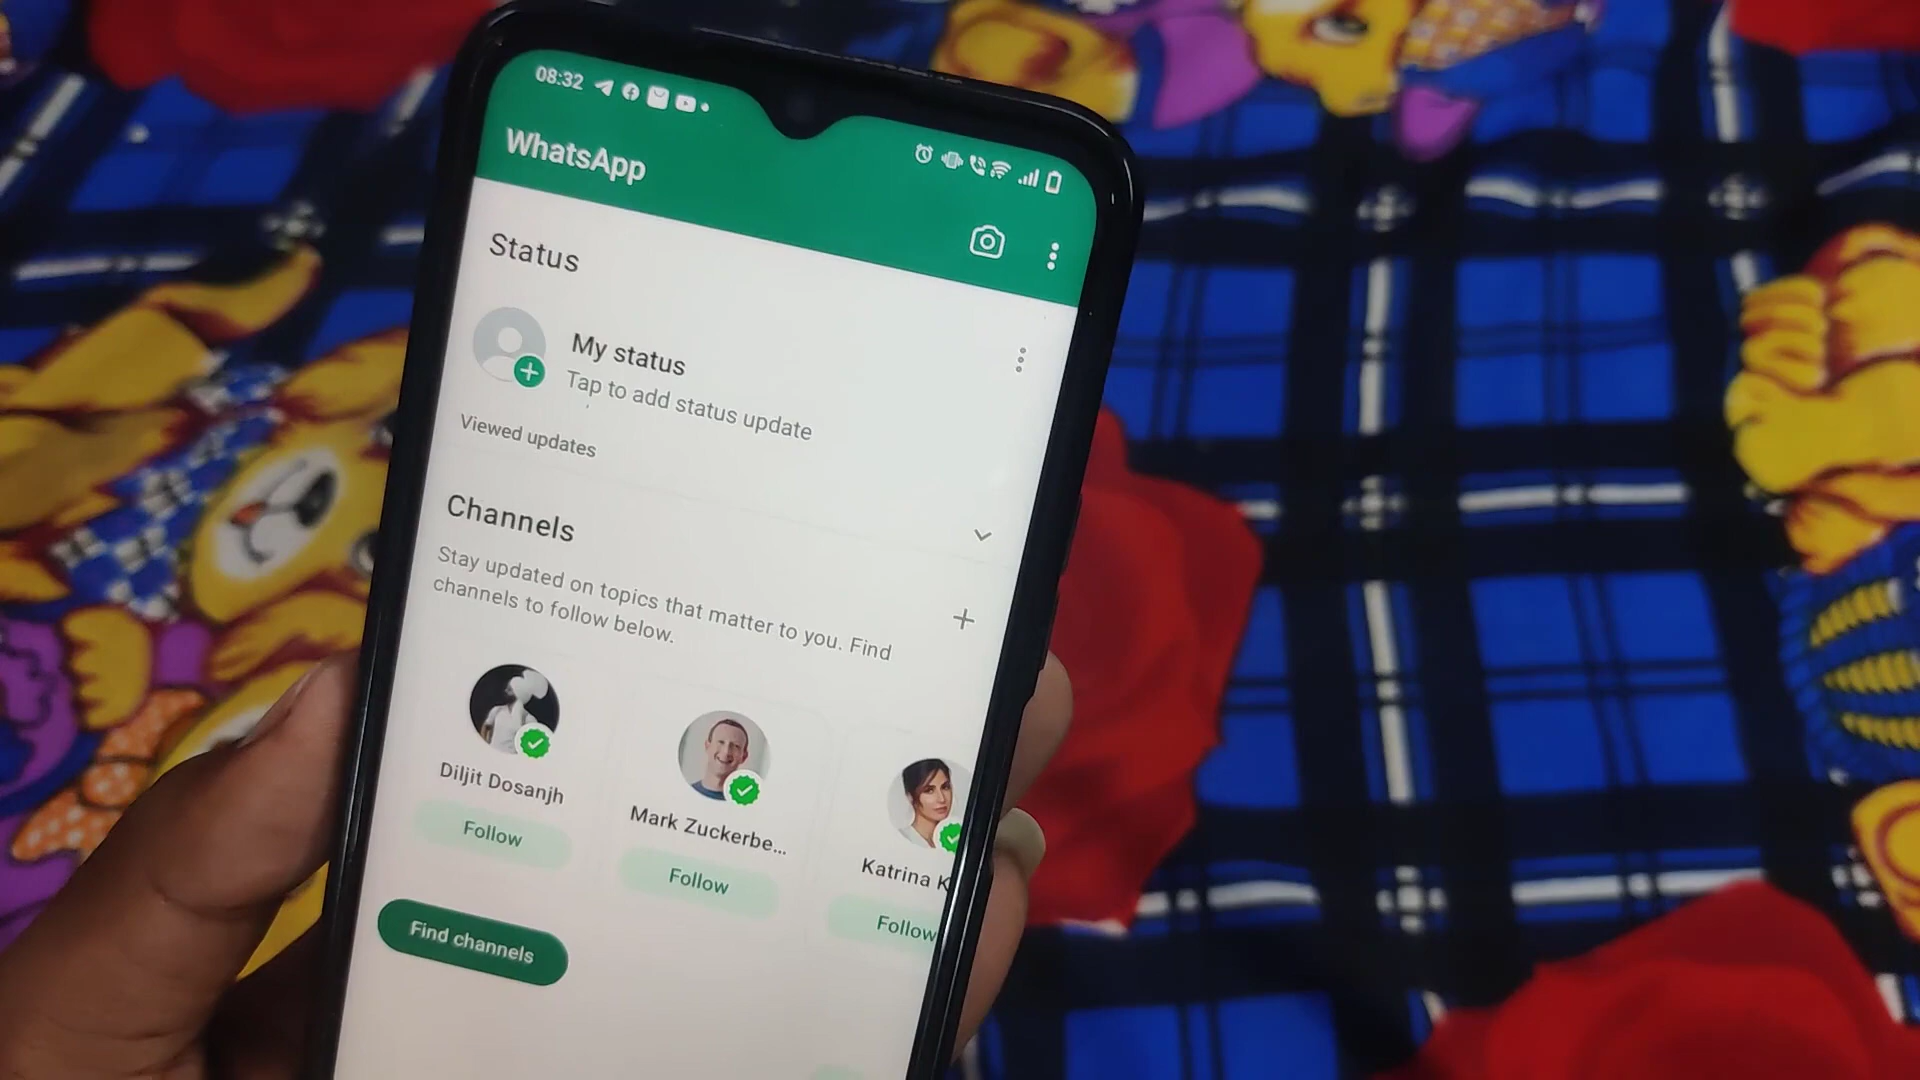 08:32
WhatsApp
Status
My status
Tap to add status update
Viewed updates
Channels
Stay updated on topics that matter to you. Find
channels to follow below.
Diljit Dosanjh
Follow
Mark Zuckerbe...
Follow
Katrina K
Follow
Find channels